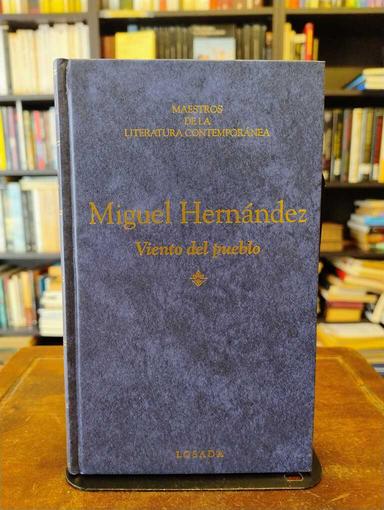 MAESTROS
DE LA
LITERATURA CONTEMPORÁNEA
Miguel Hernández
Viento del pueblo
LOSADA